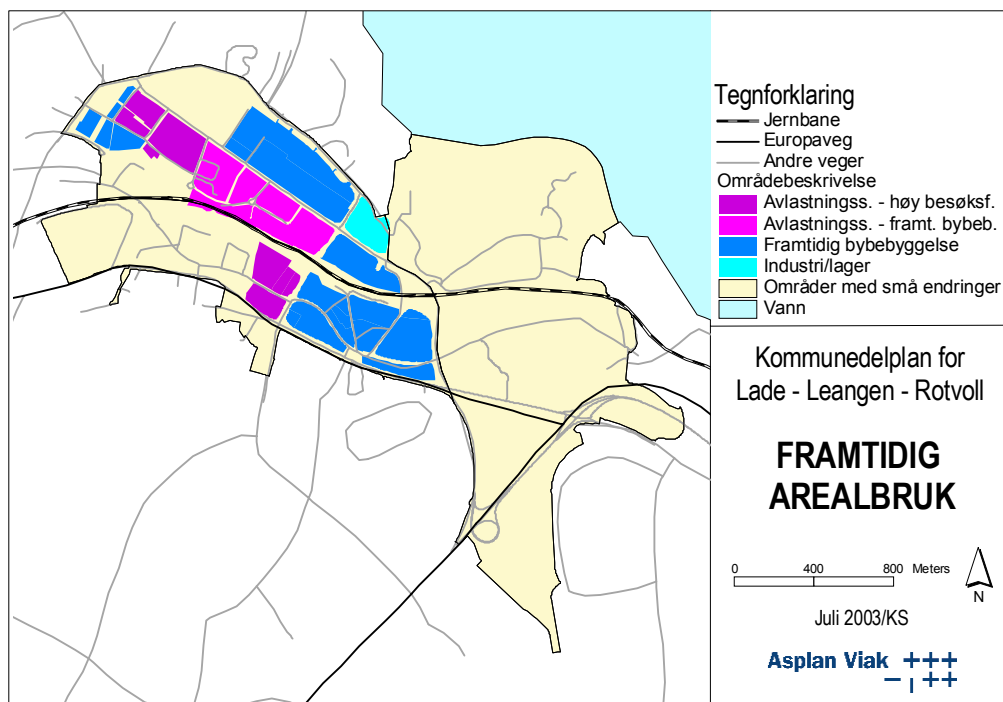 Tegnforklaring
Jernbane
Europaveg
Andre veger
Områdebeskrivelse
Avlastningss. - høy besøksf.
Avlastningss. - framt. bybeb.
Framtidig bybebyggelse
Industri/lager
Områder med små endringer
Vann
Kommunedelplan for
Lade - Leangen - Rotvoll
FRAMTIDIG
AREALBRUK
0 400 800 Meters
N
Juli 2003/KS
Asplan Viak